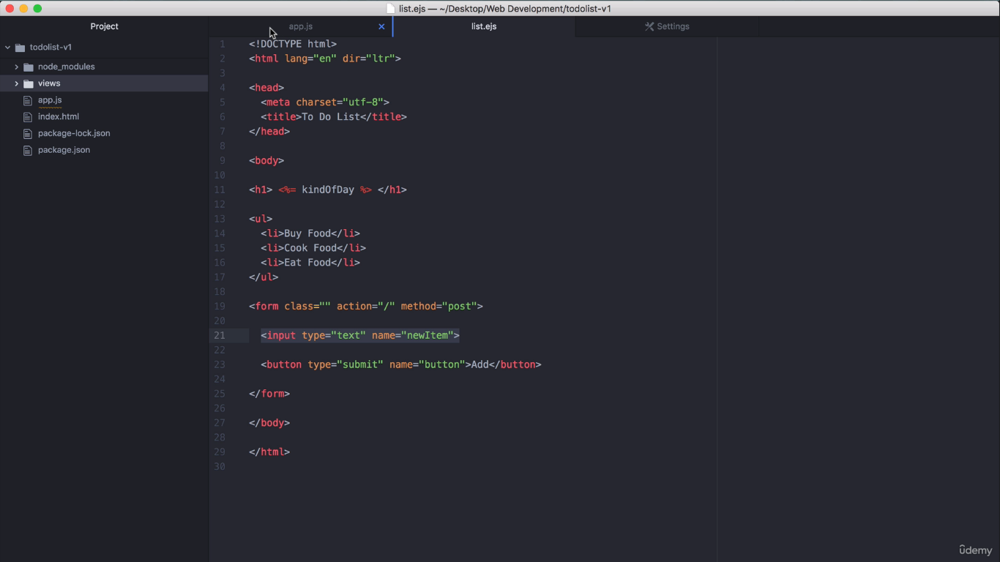 list.ejs — ~/Desktop/Web Development/todolist-v1
Project
app.js
list.ejs
Settings
todolist-v1
node_modules
views
app.js
index.html
package-lock.json
package.json
1 <!DOCTYPE html>
2 <html lang="en" dir="ltr">
3
4 <head>
5 <meta charset="utf-8">
6 <title>To Do List</title>
7 </head>
8
9 <body>
10
11 <h1> <%= kindOfDay %> </h1>
12
13 <ul>
14 <li>Buy Food</li>
15 <li>Cook Food</li>
16 <li>Eat Food</li>
17 </ul>
18
19 <form class="" action="/" method="post">
20
21 <input type="text" name="newItem">
22
23 <button type="submit" name="button">Add</button>
24
25 </form>
26
27 </body>
28
29 </html>
30
ûdemy